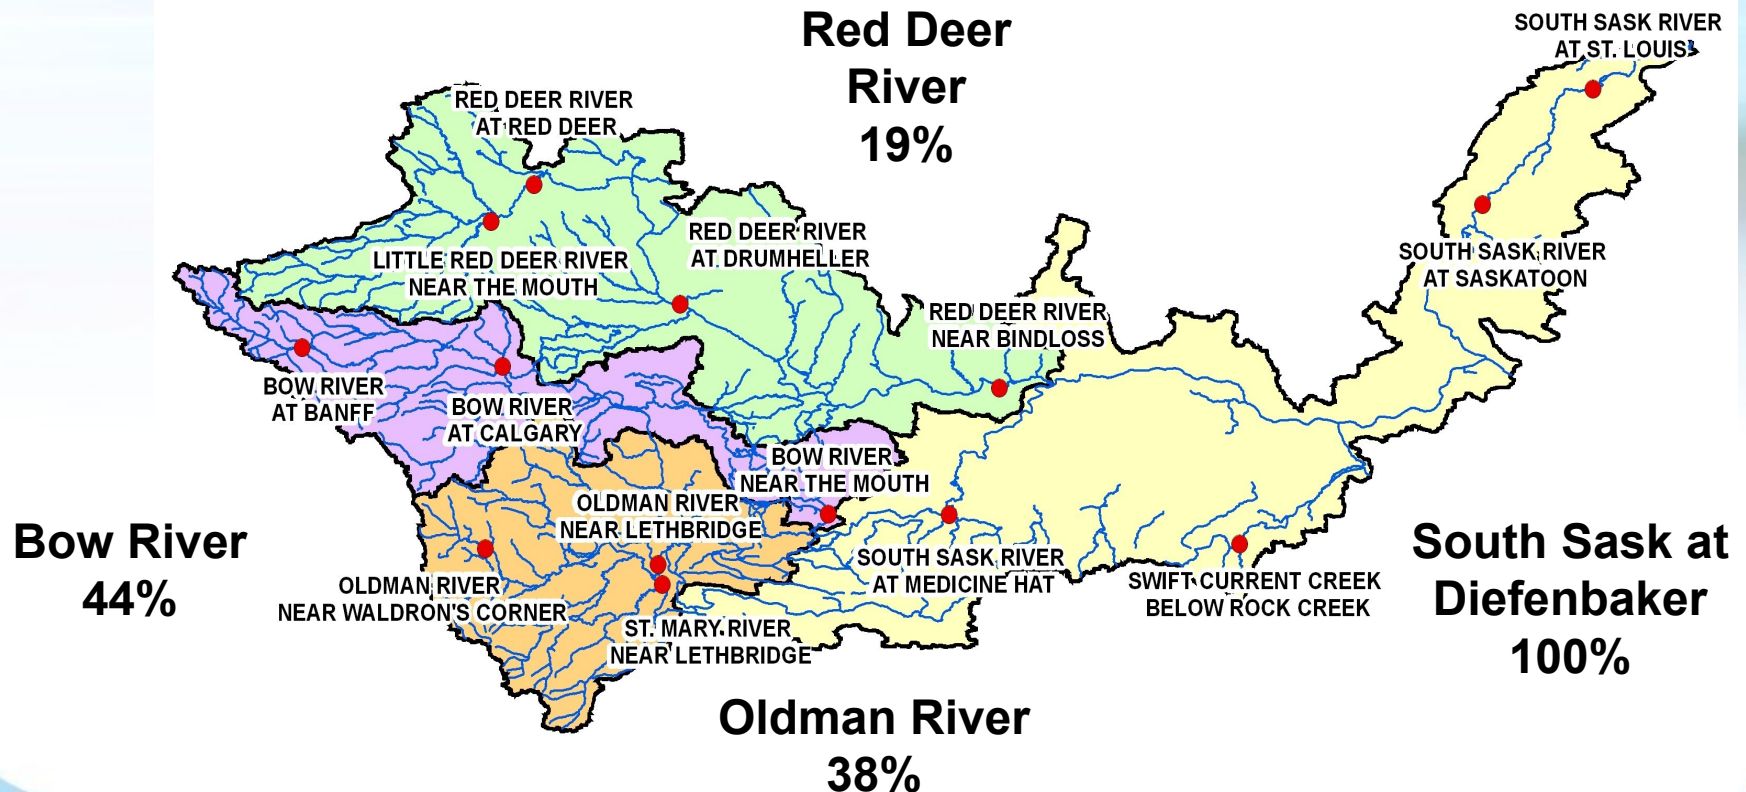 Red Deer
River
19%
SOUTH SASK RIVER
AT ST. LOUIS
RED DEER RIVER
AT RED DEER
RED DEER RIVER
AT DRUMHELLER
LITTLE RED DEER RIVER
NEAR THE MOUTH
SOUTH SASK RIVER
AT SASKATOON
RED DEER RIVER
NEAR BINDLOSS
BOW RIVER
AT BANFF
BOW RIVER
AT CALGARY
BOW RIVER
NEAR THE MOUTH
OLDMAN RIVER
NEAR LETHBRIDGE
Bow River
44%
South Sask at
Diefenbaker
100%
SOUTH SASK RIVER
AT MEDICINE HAT
SWIFT CURRENT CREEK
BELOW ROCK CREEK
OLDMAN RIVER
NEAR WALDRON'S CORNER
ST. MARY RIVER
NEAR LETHBRIDGE
Oldman River
38%